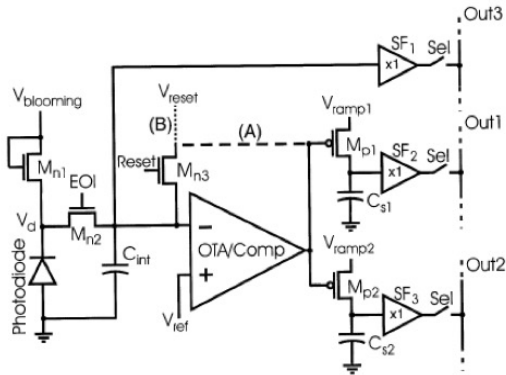 Out3
SF1
Sel
x1
Vblooming
Vreset
(B)
(A)
Vramp1
Out1
Mn1
Reset
Mn3
Mp1
SF2
Sel
x1
EOI
Cs1
Vd
Mn2
−
OTA/Comp
Vramp2
Out2
Photodiode
Cint
+
Mp2
SF3
Sel
x1
Vref
Cs2